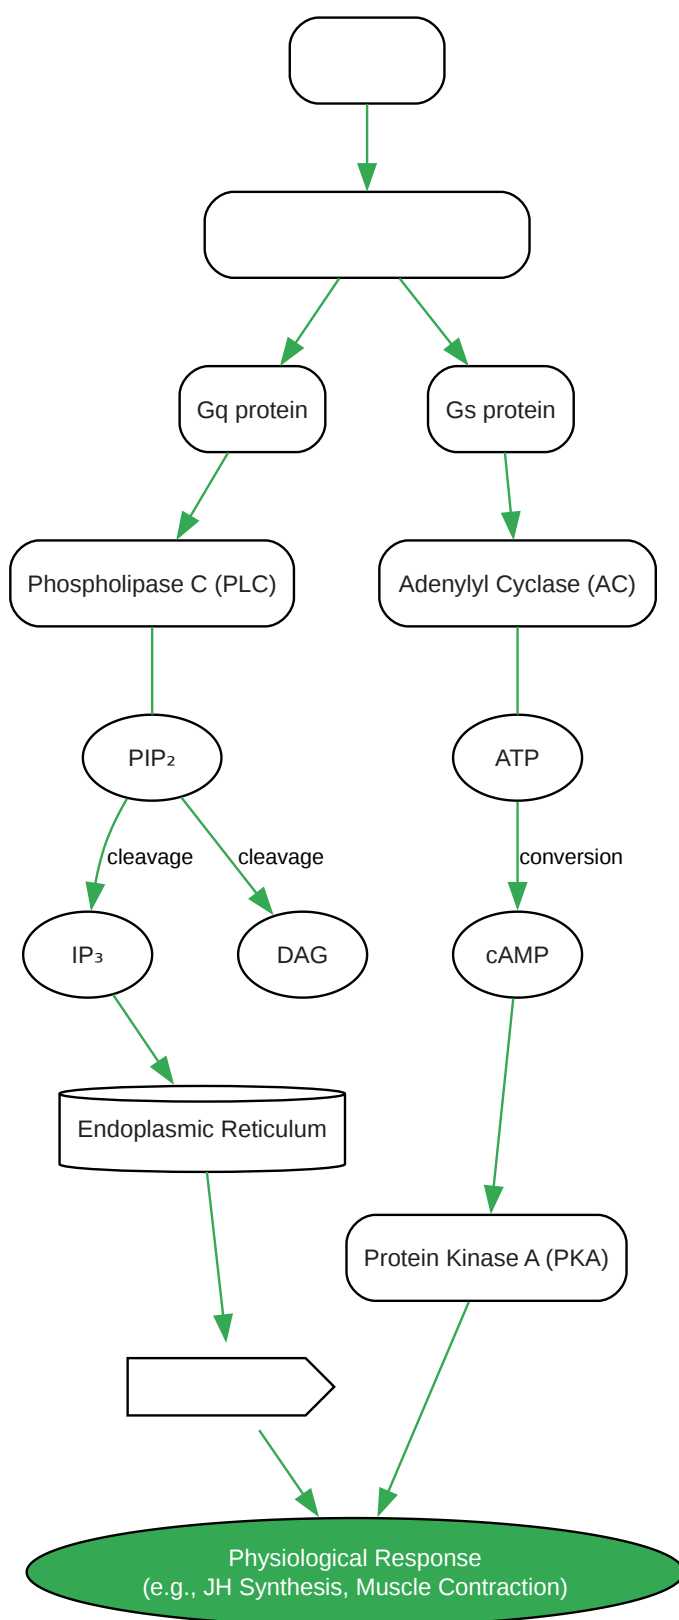 Gq protein
Gs protein
Phospholipase C (PLC)
Adenylyl Cyclase (AC)
PIP₂
ATP
cleavage
cleavage
conversion
IP₃
DAG
cAMP
Endoplasmic Reticulum
Protein Kinase A (PKA)
Physiological Response
(e.g., JH Synthesis, Muscle Contraction)